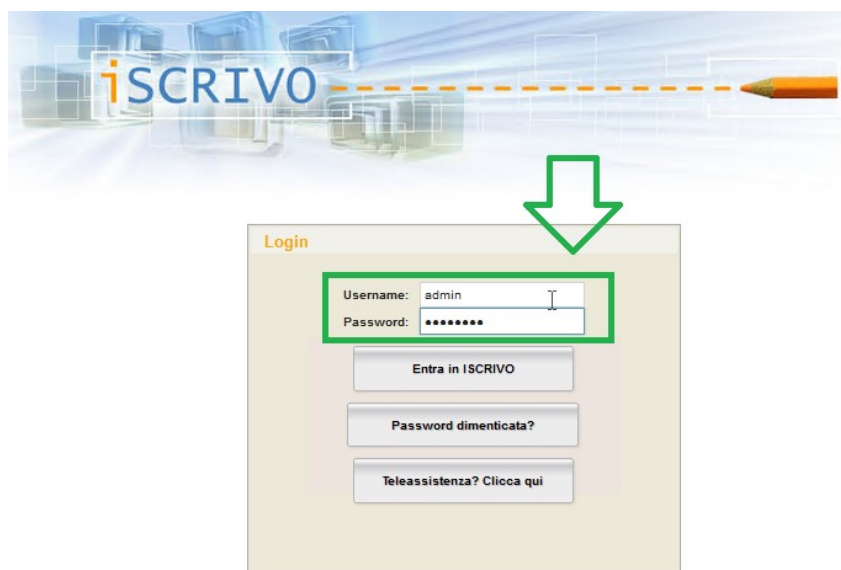 iSCRIVO
Login
Username: admin
Password: ••••••••
Entra in ISCRIVO
Password dimenticata?
Teleassistenza? Clicca qui